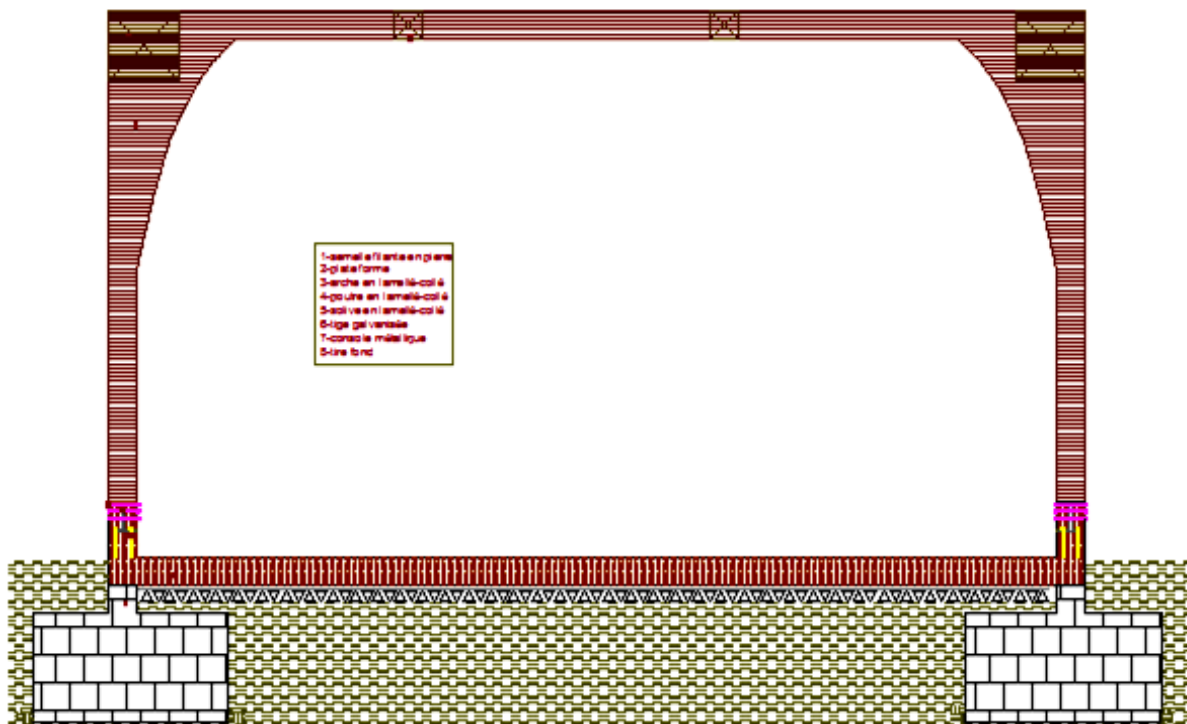 1-semelle filante en pierre
2-plateforme
3-arche en lamellé-collé
4-poutre en lamellé-collé
5-solive en lamellé-collé
6-tige galvanisée
7-console métallique
8-tire fond